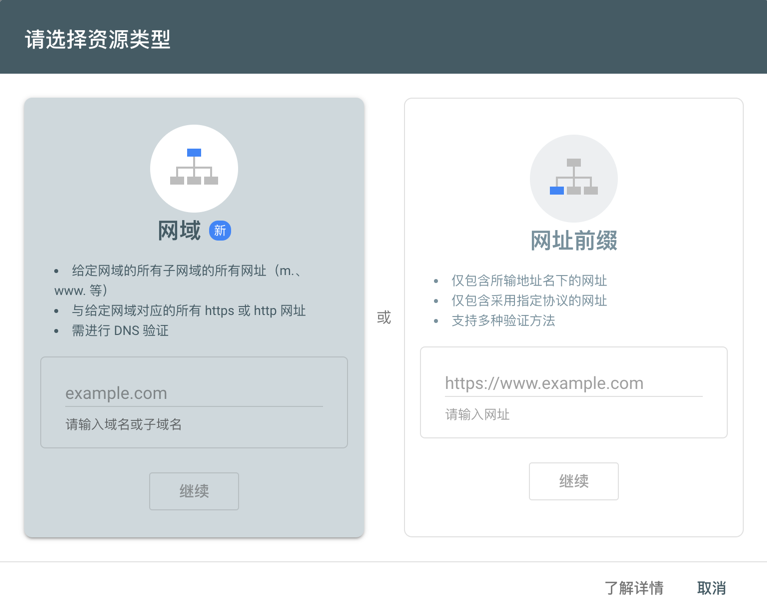 请选择资源类型
网域 新
• 给定网域的所有子网域的所有网址（m.、
www. 等）
• 与给定网域对应的所有 https 或 http 网址
• 需进行 DNS 验证
example.com
请输入域名或子域名
继续
或
网址前缀
• 仅包含所输地址名下的网址
• 仅包含采用指定协议的网址
• 支持多种验证方法
https://www.example.com
请输入网址
继续
了解详情 取消